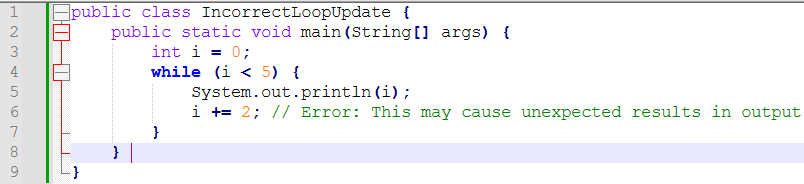 1 public class IncorrectLoopUpdate {
2 public static void main(String[] args) {
3 int i = 0;
4 while (i < 5) {
5 System.out.println(i);
6 i += 2; // Error: This may cause unexpected results in output
7 }
8 }
9 }